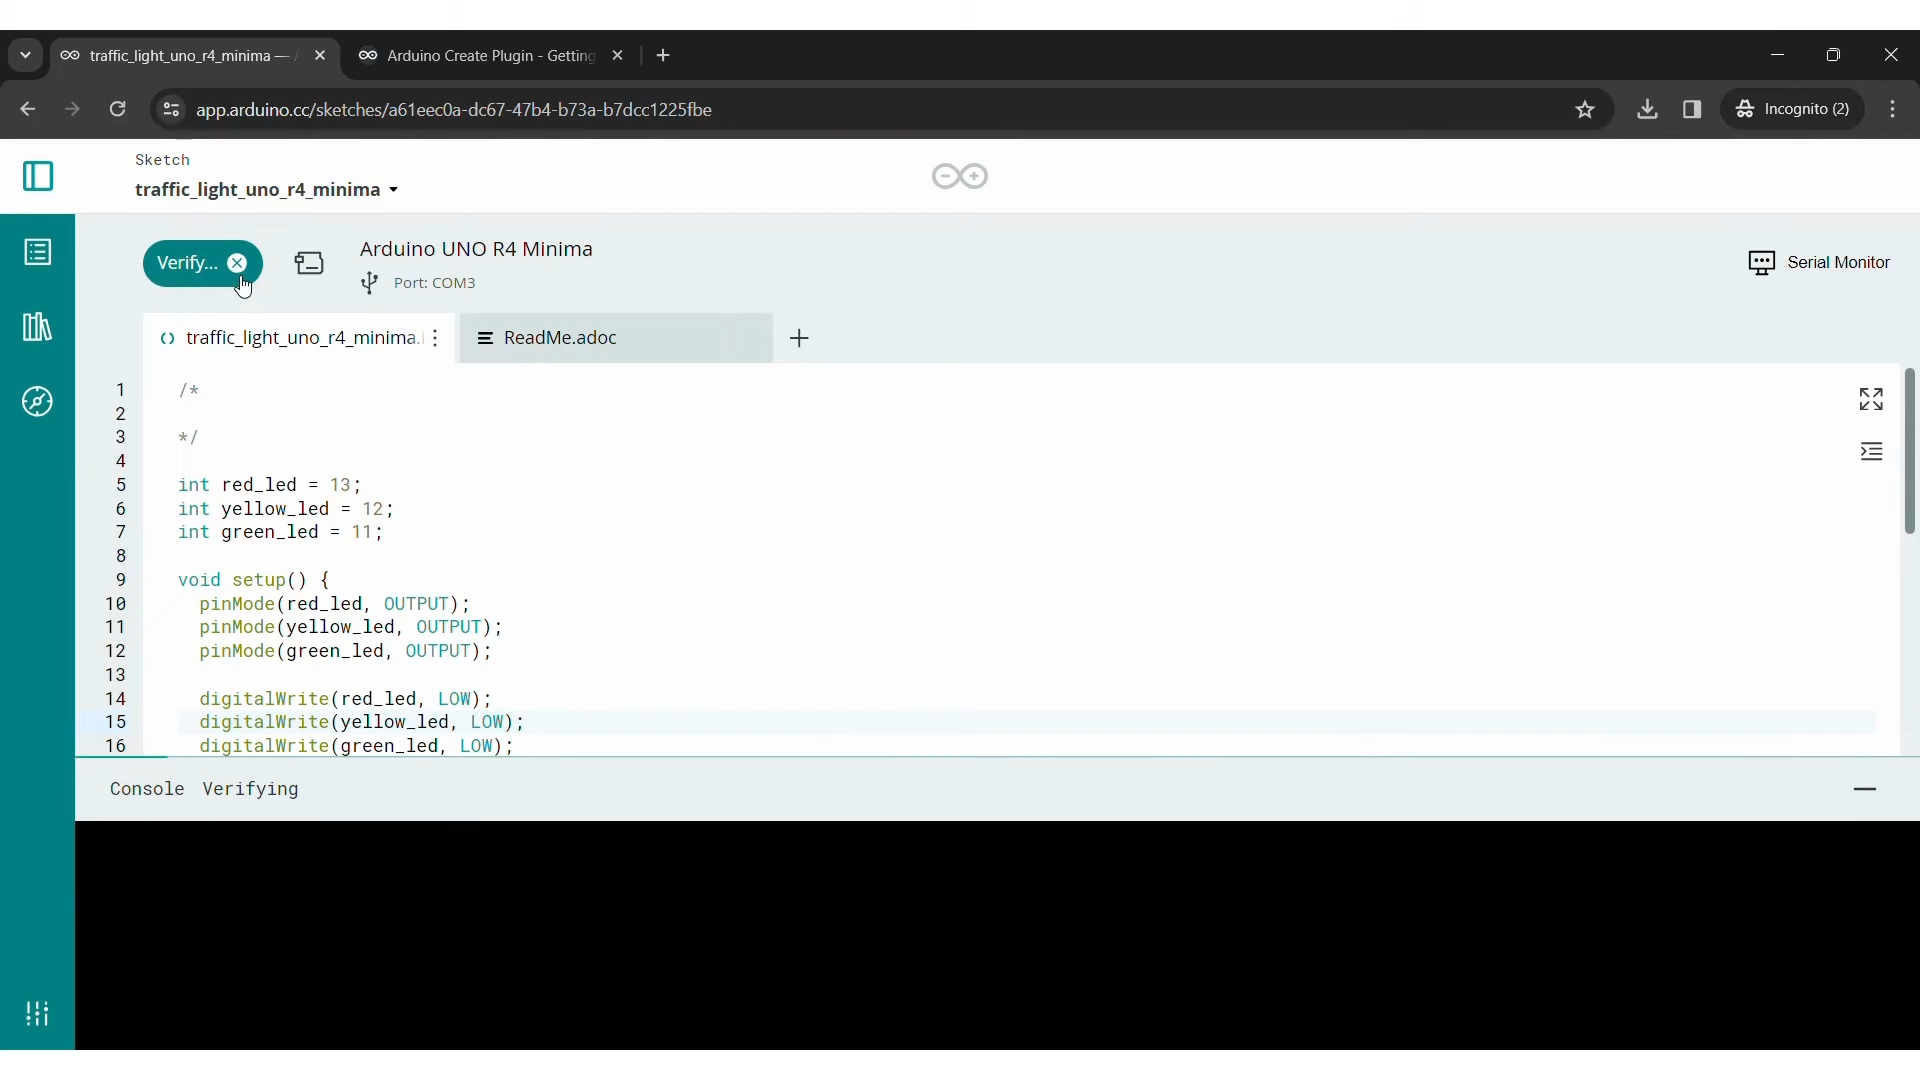 traffic_light_uno_r4_minima — /
Arduino Create Plugin - Getting
app.arduino.cc/sketches/a61eec0a-dc67-47b4-b73a-b7dcc1225fbe
Incognito (2)
Sketch
traffic_light_uno_r4_minima
Verify...
Arduino UNO R4 Minima
Port: COM3
Serial Monitor
traffic_light_uno_r4_minima.i
ReadMe.adoc
1 /*
2
3 */
4
5 int red_led = 13;
6 int yellow_led = 12;
7 int green_led = 11;
8
9 void setup() {
10 pinMode(red_led, OUTPUT);
11 pinMode(yellow_led, OUTPUT);
12 pinMode(green_led, OUTPUT);
13
14 digitalWrite(red_led, LOW);
15 digitalWrite(yellow_led, LOW);
16 digitalWrite(green_led, LOW);
Console Verifying